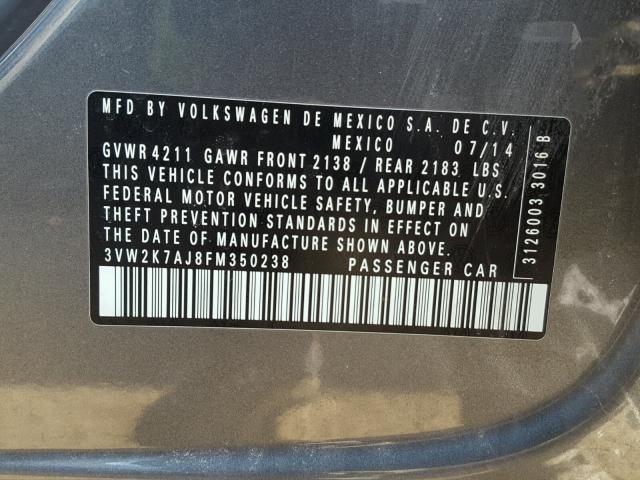 MFD BY VOLKSWAGEN DE MEXICO S.A. DE C.V.
MEXICO 07/14
GVWR 4211 GAWR FRONT 2138 / REAR 2183 LBS
THIS VEHICLE CONFORMS TO ALL APPLICABLE U.S.
FEDERAL MOTOR VEHICLE SAFETY, BUMPER AND
THEFT PREVENTION STANDARDS IN EFFECT ON
THE DATE OF MANUFACTURE SHOWN ABOVE.
3VW2K7AJ8FM350238 PASSENGER CAR
3126003 3016 B